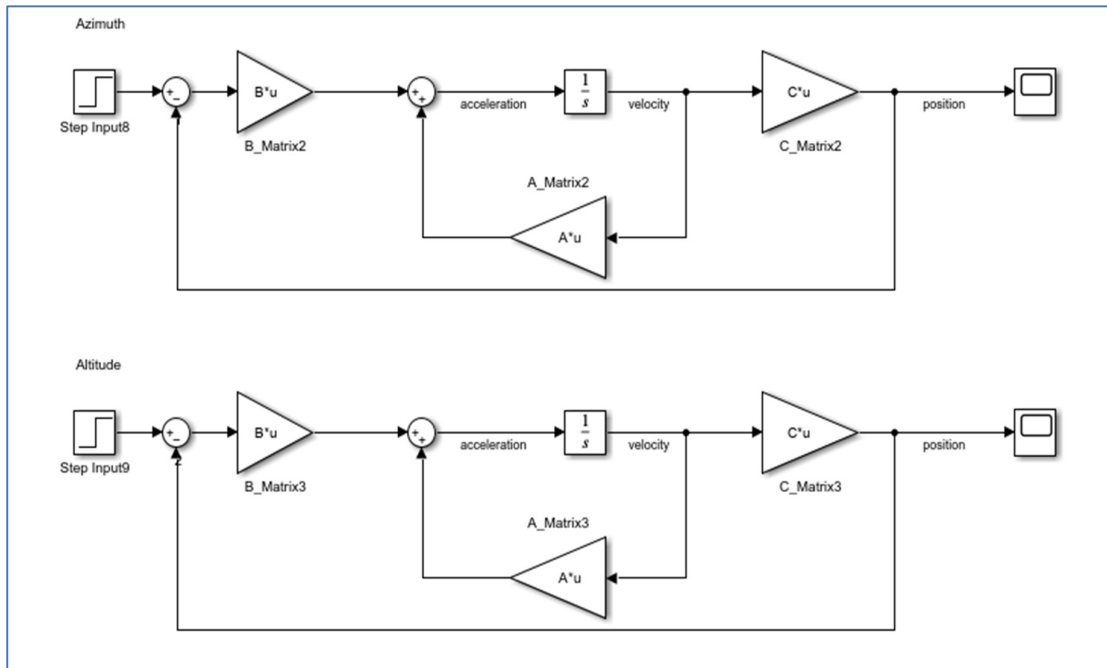 Azimuth
+ − B*u + + acceleration 1/s velocity C*u position
Step Input8
B_Matrix2 C_Matrix2
A_Matrix2
A*u
Altitude
+ − B*u + + acceleration 1/s velocity C*u position
Step Input9
B_Matrix3 C_Matrix3
A_Matrix3
A*u